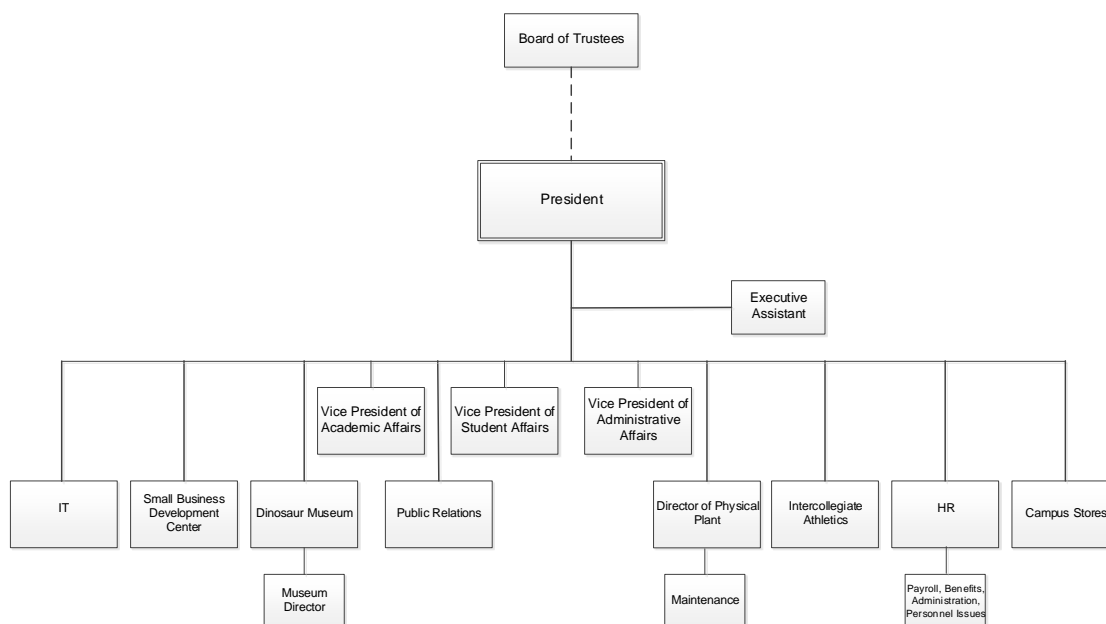 Board of Trustees
President
Executive
Assistant
Vice President of
Academic Affairs
Vice President of
Student Affairs
Vice President of
Administrative
Affairs
IT
Small Business
Development
Center
Dinosaur Museum
Public Relations
Director of Physical
Plant
Intercollegiate
Athletics
HR
Campus Stores
Museum
Director
Maintenance
Payroll, Benefits,
Administration,
Personnel Issues